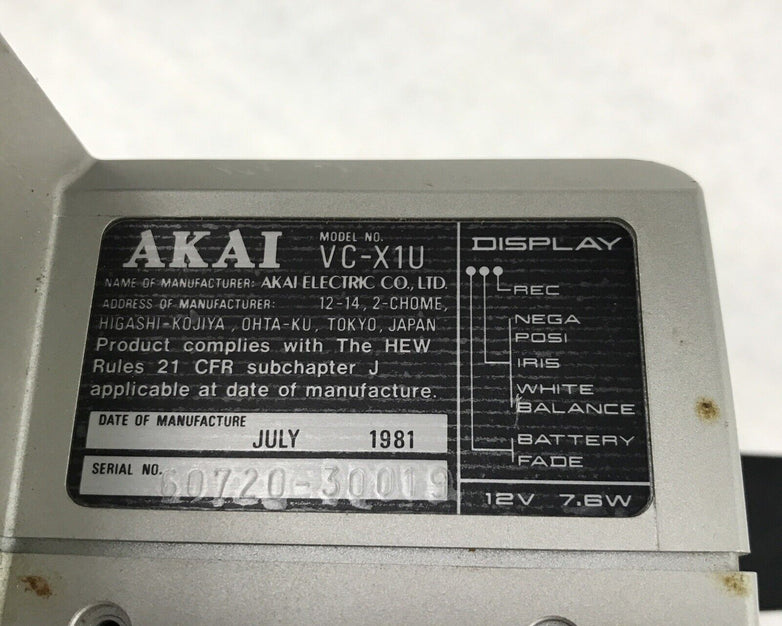 AKAI
MODEL NO.
VC-X1U
NAME OF MANUFACTURER: AKAI ELECTRIC CO., LTD.
ADDRESS OF MANUFACTURER: 12-14, 2-CHOME,
HIGASHI-KOJIYA, OHTA-KU, TOKYO, JAPAN
Product complies with The HEW
Rules 21 CFR subchapter J
applicable at date of manufacture.
DATE OF MANUFACTURE
JULY 1981
SERIAL NO. 60720-30019
DISPLAY
REC
NEGA
POSI
IRIS
WHITE
BALANCE
BATTERY
FADE
12V 7.6W